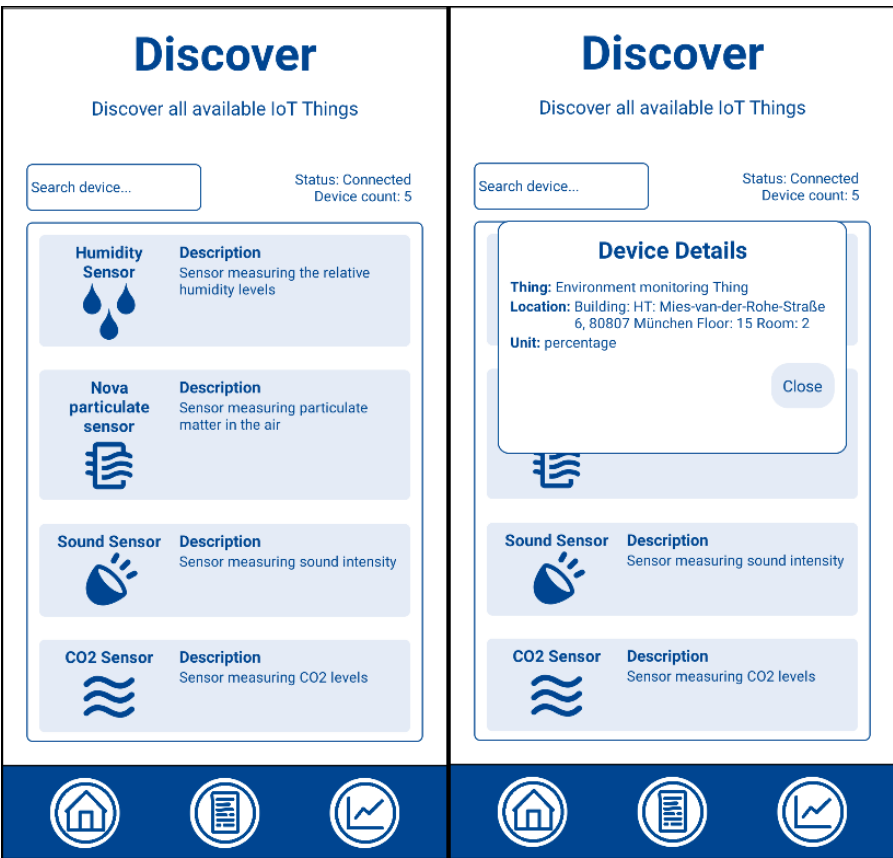 Discover
Discover all available IoT Things
Search device...
Status: Connected
Device count: 5
Humidity
Sensor
Description
Sensor measuring the relative
humidity levels
Nova
particulate
sensor
Description
Sensor measuring particulate
matter in the air
Sound Sensor
Description
Sensor measuring sound intensity
CO2 Sensor
Description
Sensor measuring CO2 levels
Discover
Discover all available IoT Things
Search device...
Status: Connected
Device count: 5
Device Details
Thing: Environment monitoring Thing
Location: Building: HT: Mies-van-der-Rohe-Straße
6, 80807 München Floor: 15 Room: 2
Unit: percentage
Close
Sound Sensor
Description
Sensor measuring sound intensity
CO2 Sensor
Description
Sensor measuring CO2 levels